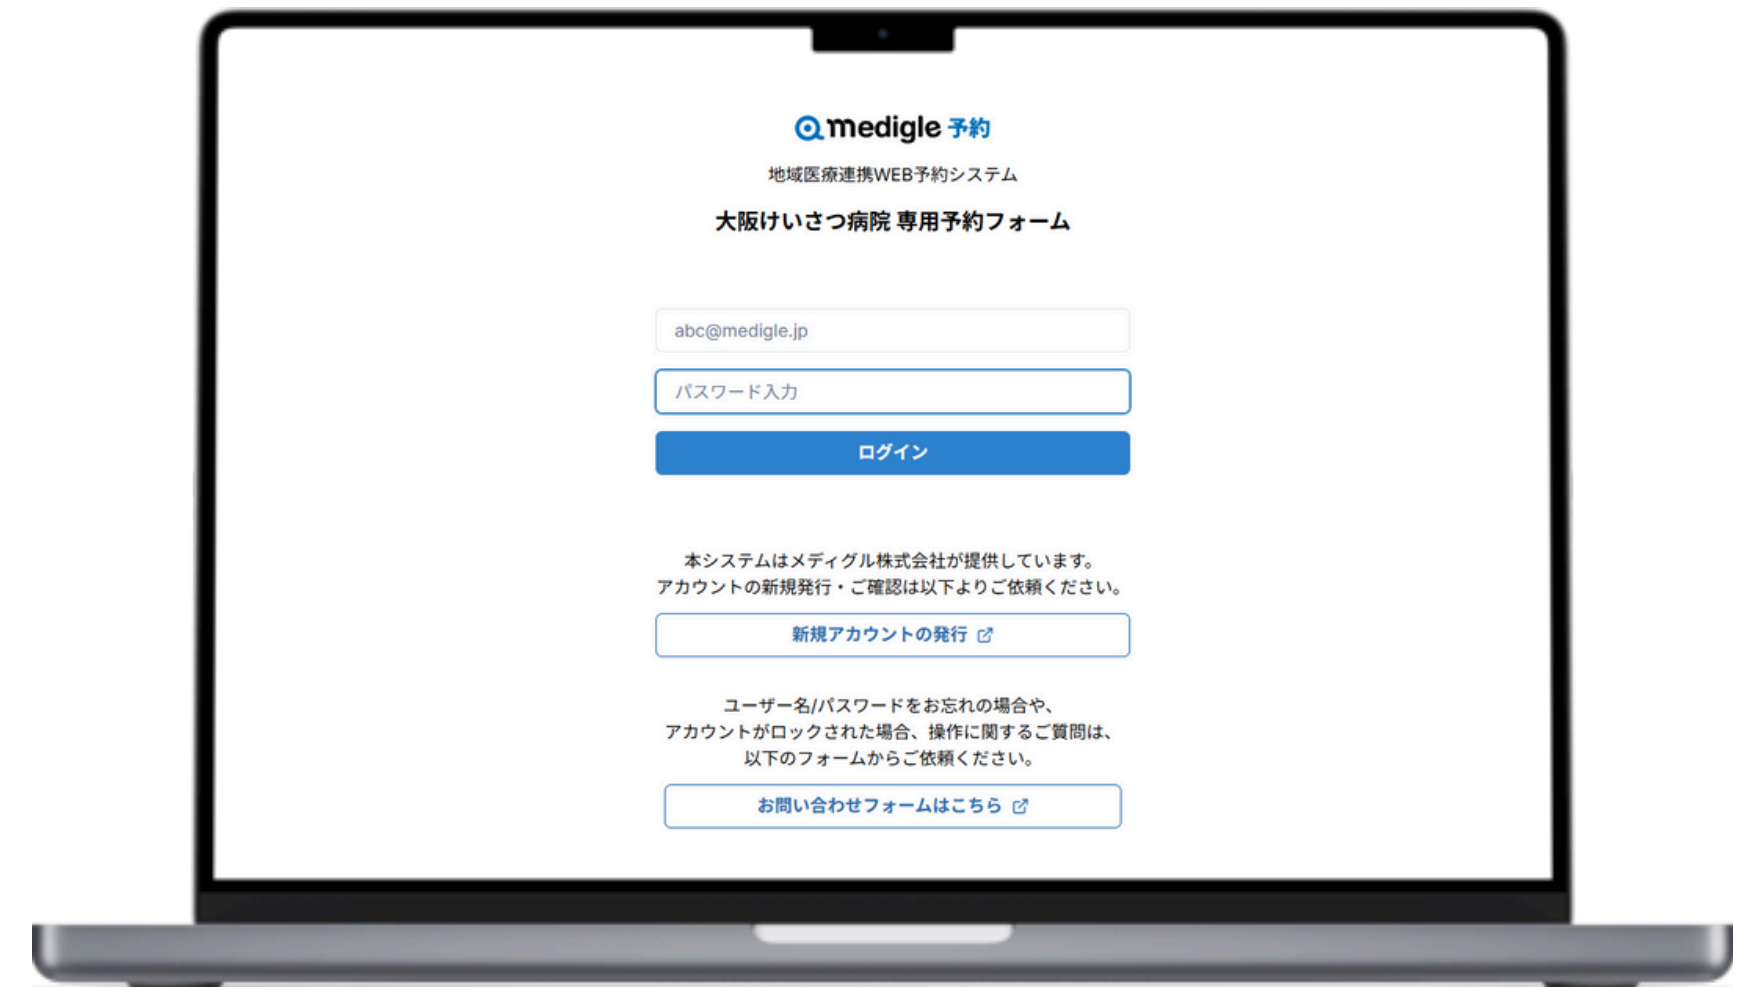 medigle 予約
地域医療連携WEB予約システム
大阪けいさつ病院 専用予約フォーム
abc@medigle.jp
パスワード入力
ログイン
本システムはメディグル株式会社が提供しています。
アカウントの新規発行・ご確認は以下よりご依頼ください。
新規アカウントの発行
ユーザー名/パスワードをお忘れの場合や、
アカウントがロックされた場合、操作に関するご質問は、
以下のフォームからご依頼ください。
お問い合わせフォームはこちら